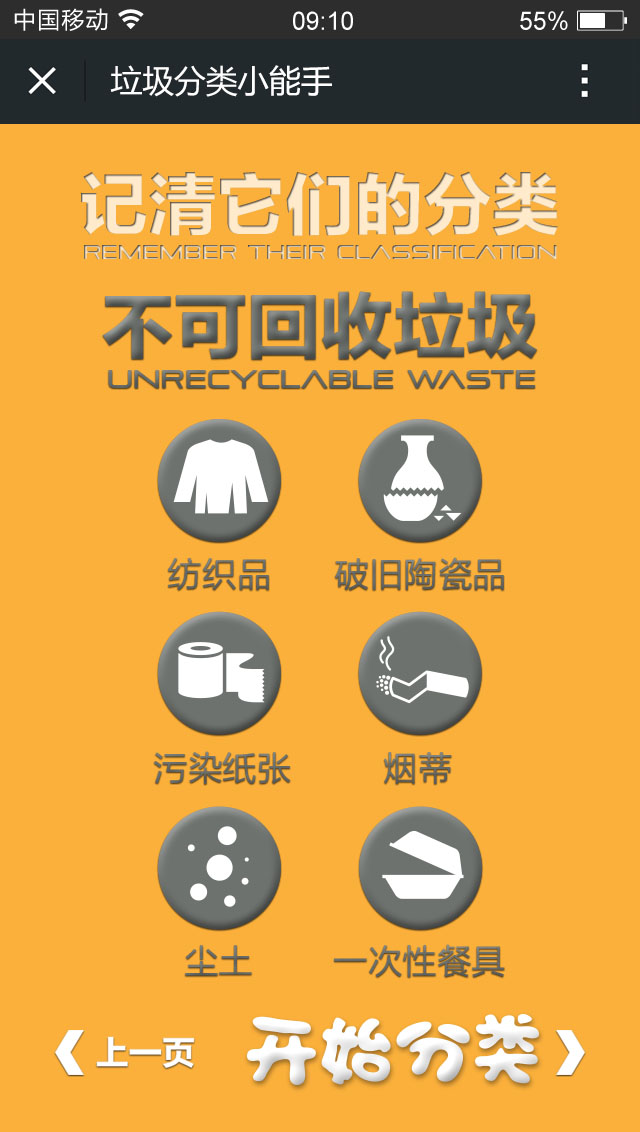 中国移动 09:10 55%
垃圾分类小能手
记清它们的分类
REMEMBER THEIR CLASSIFICATION
不可回收垃圾
UNRECYCLABLE WASTE
纺织品 破旧陶瓷品
污染纸张 烟蒂
尘土 一次性餐具
上一页 开始分类